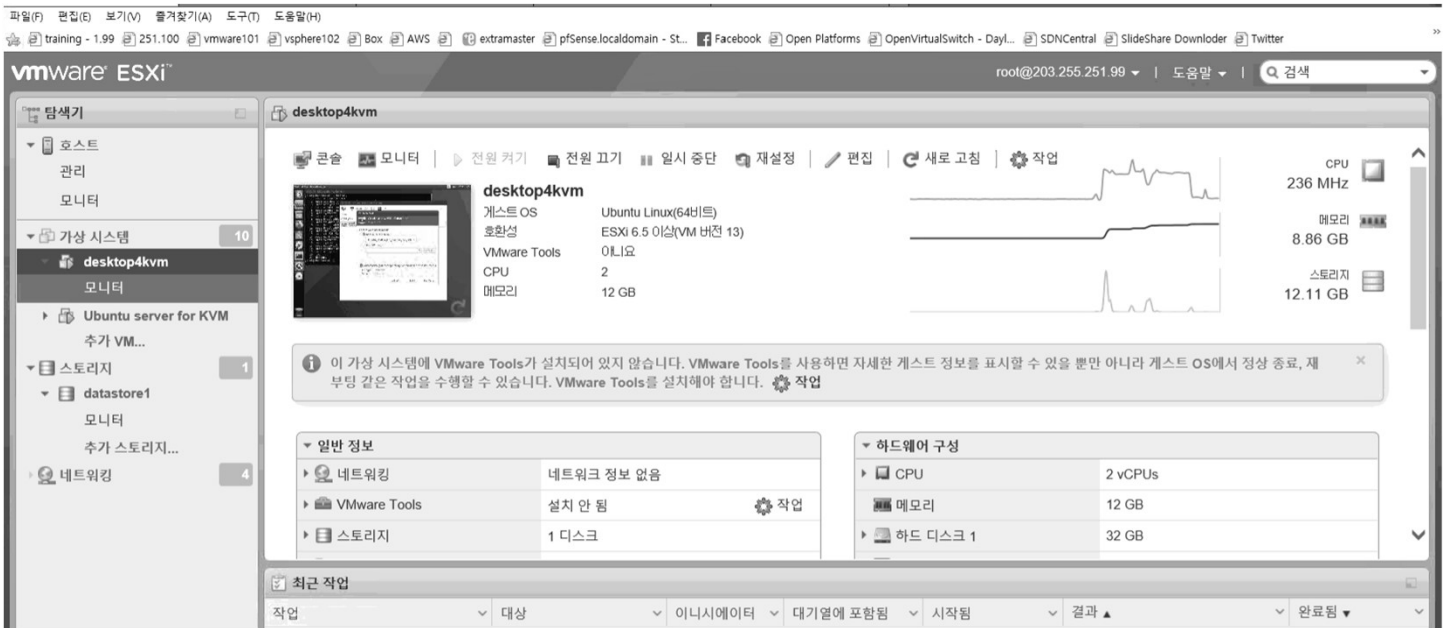 파일(F) 편집(E) 보기(V) 즐겨찾기(A) 도구(T) 도움말(H)
training - 1.99 251.100 vmware101 vsphere102 Box AWS extramaster pfSense.localdomain - St... Facebook Open Platforms OpenVirtualSwitch - Dayl... SDNCentral SlideShare Downloder Twitter »
vmware ESXi™ root@203.255.251.99 | 도움말 | 검색
탐색기
호스트
관리
모니터
가상 시스템 10
desktop4kvm
모니터
Ubuntu server for KVM
추가 VM...
스토리지 1
datastore1
모니터
추가 스토리지...
네트워킹 4
desktop4kvm
콘솔 모니터 | 전원 켜기 전원 끄기 일시 중단 재설정 | 편집 | 새로 고침 | 작업
desktop4kvm
게스트 OS Ubuntu Linux(64비트)
호환성 ESXi 6.5 이상(VM 버전 13)
VMware Tools 아니요
CPU 2
메모리 12 GB
CPU
236 MHz
메모리
8.86 GB
스토리지
12.11 GB
이 가상 시스템에 VMware Tools가 설치되어 있지 않습니다. VMware Tools를 사용하면 자세한 게스트 정보를 표시할 수 있을 뿐만 아니라 게스트 OS에서 정상 종료, 재
부팅 같은 작업을 수행할 수 있습니다. VMware Tools를 설치해야 합니다. 작업
일반 정보
네트워킹 네트워크 정보 없음
VMware Tools 설치 안 됨 작업
스토리지 1 디스크
하드웨어 구성
CPU 2 vCPUs
메모리 12 GB
하드 디스크 1 32 GB
최근 작업
작업 대상 이니시에이터 대기열에 포함됨 시작됨 결과 ▲ 완료됨 ▼